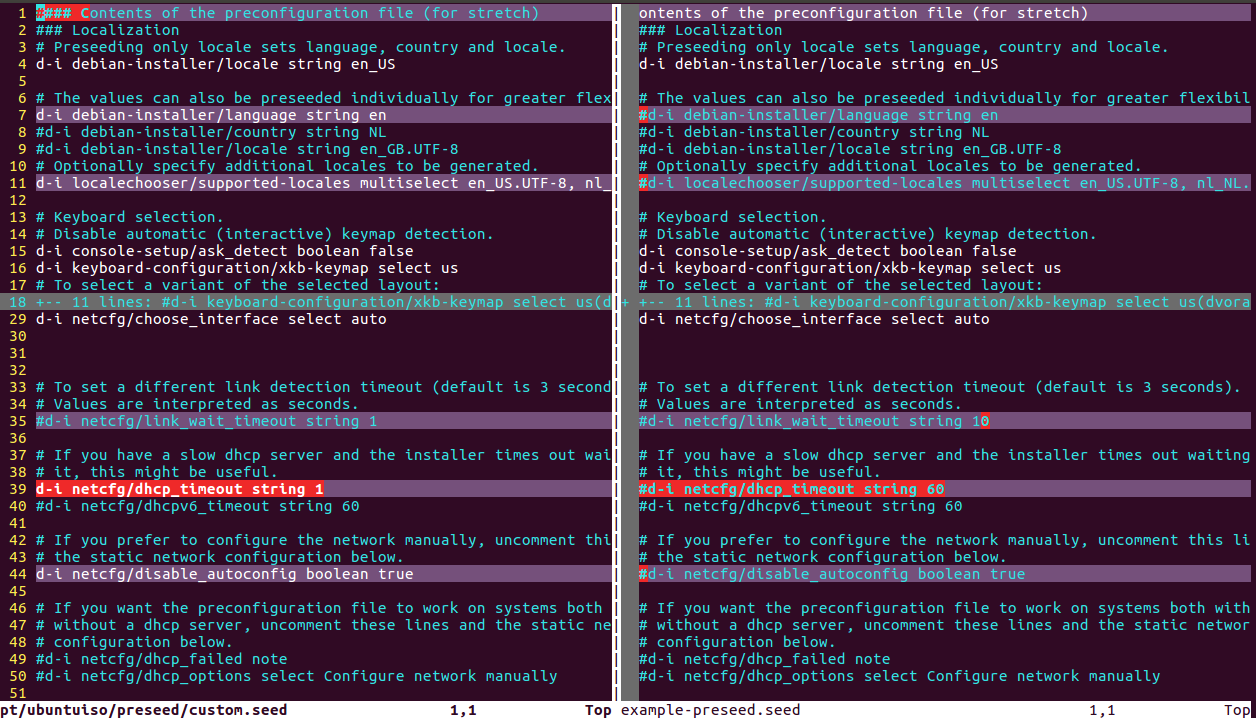 1 #### Contents of the preconfiguration file (for stretch)
2 ### Localization
3 # Preseeding only locale sets language, country and locale.
4 d-i debian-installer/locale string en_US
5
6 # The values can also be preseeded individually for greater flex
7 d-i debian-installer/language string en
8 #d-i debian-installer/country string NL
9 #d-i debian-installer/locale string en_GB.UTF-8
10 # Optionally specify additional locales to be generated.
11 d-i localechooser/supported-locales multiselect en_US.UTF-8, nl_
12
13 # Keyboard selection.
14 # Disable automatic (interactive) keymap detection.
15 d-i console-setup/ask_detect boolean false
16 d-i keyboard-configuration/xkb-keymap select us
17 # To select a variant of the selected layout:
18 +-- 11 lines: #d-i keyboard-configuration/xkb-keymap select us(d
29 d-i netcfg/choose_interface select auto
30
31
32
33 # To set a different link detection timeout (default is 3 second
34 # Values are interpreted as seconds.
35 #d-i netcfg/link_wait_timeout string 1
36
37 # If you have a slow dhcp server and the installer times out wai
38 # it, this might be useful.
39 d-i netcfg/dhcp_timeout string 1
40 #d-i netcfg/dhcpv6_timeout string 60
41
42 # If you prefer to configure the network manually, uncomment thi
43 # the static network configuration below.
44 d-i netcfg/disable_autoconfig boolean true
45
46 # If you want the preconfiguration file to work on systems both
47 # without a dhcp server, uncomment these lines and the static ne
48 # configuration below.
49 #d-i netcfg/dhcp_failed note
50 #d-i netcfg/dhcp_options select Configure network manually
51
pt/ubuntuiso/preseed/custom.seed 1,1 Top
ontents of the preconfiguration file (for stretch)
### Localization
# Preseeding only locale sets language, country and locale.
d-i debian-installer/locale string en_US
# The values can also be preseeded individually for greater flexibil
#d-i debian-installer/language string en
#d-i debian-installer/country string NL
#d-i debian-installer/locale string en_GB.UTF-8
# Optionally specify additional locales to be generated.
#d-i localechooser/supported-locales multiselect en_US.UTF-8, nl_NL.
# Keyboard selection.
# Disable automatic (interactive) keymap detection.
d-i console-setup/ask_detect boolean false
d-i keyboard-configuration/xkb-keymap select us
# To select a variant of the selected layout:
+ +-- 11 lines: #d-i keyboard-configuration/xkb-keymap select us(dvora
d-i netcfg/choose_interface select auto
# To set a different link detection timeout (default is 3 seconds).
# Values are interpreted as seconds.
#d-i netcfg/link_wait_timeout string 10
# If you have a slow dhcp server and the installer times out waiting
# it, this might be useful.
#d-i netcfg/dhcp_timeout string 60
#d-i netcfg/dhcpv6_timeout string 60
# If you prefer to configure the network manually, uncomment this li
# the static network configuration below.
#d-i netcfg/disable_autoconfig boolean true
# If you want the preconfiguration file to work on systems both with
# without a dhcp server, uncomment these lines and the static networ
# configuration below.
#d-i netcfg/dhcp_failed note
#d-i netcfg/dhcp_options select Configure network manually
example-preseed.seed 1,1 Top